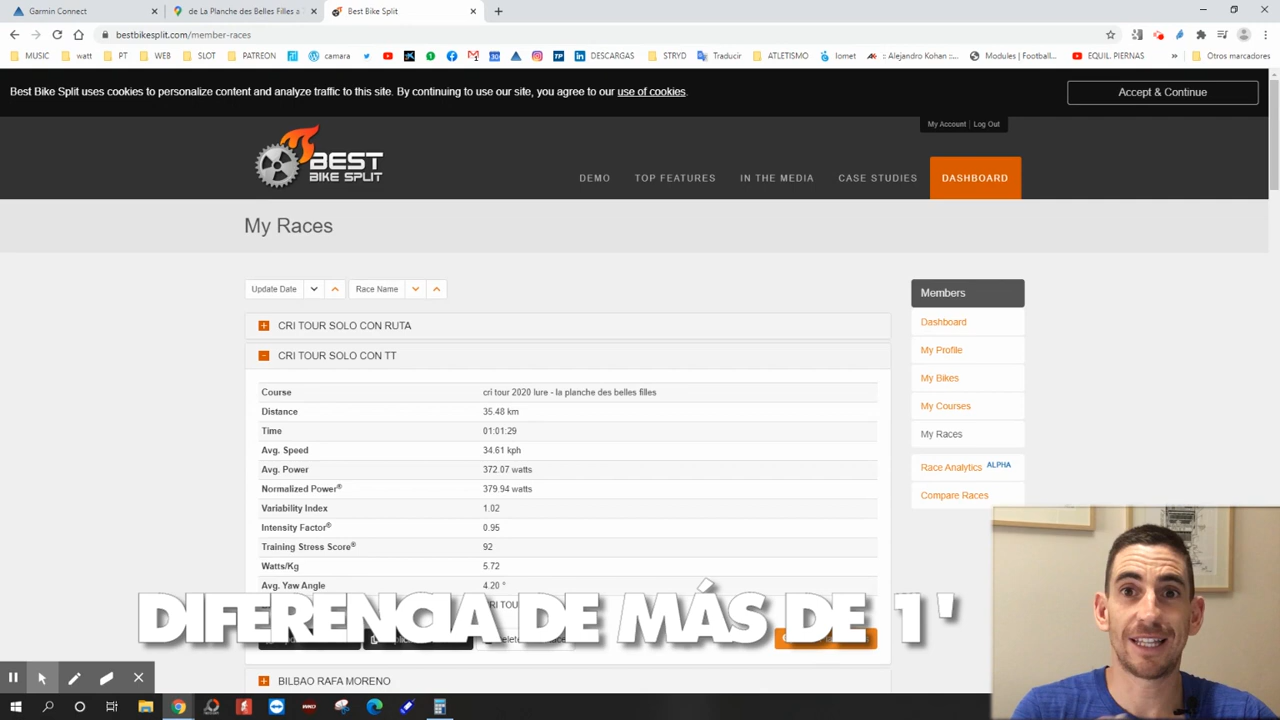 Garmin Connect
de La Planche des Belles Filles a
Best Bike Split
bestbikesplit.com/member-races
MUSIC watt PT WEB SLOT PATREON camara DESCARGAS STRYD Traducir ATLETISMO Iomet :: Alejandro Kohan ::... Modules | Football... EQUIL. PIERNAS Otros marcadores
Best Bike Split uses cookies to personalize content and analyze traffic to this site. By continuing to use our site, you agree to our use of cookies.
Accept & Continue
My Account | Log Out
BEST
BIKE SPLIT
DEMO TOP FEATURES IN THE MEDIA CASE STUDIES DASHBOARD
My Races
Update Date Race Name
CRI TOUR SOLO CON RUTA
CRI TOUR SOLO CON TT
Course cri tour 2020 lure - la planche des belles filles
Distance 35.48 km
Time 01:01:29
Avg. Speed 34.61 kph
Avg. Power 372.07 watts
Normalized Power® 379.94 watts
Variability Index 1.02
Intensity Factor® 0.95
Training Stress Score® 92
Watts/Kg 5.72
Avg. Yaw Angle 4.20 °
CRI TOU
BILBAO RAFA MORENO
Members
Dashboard
My Profile
My Bikes
My Courses
My Races
Race Analytics ALPHA
Compare Races
DIFERENCIA DE MÁS DE 1'